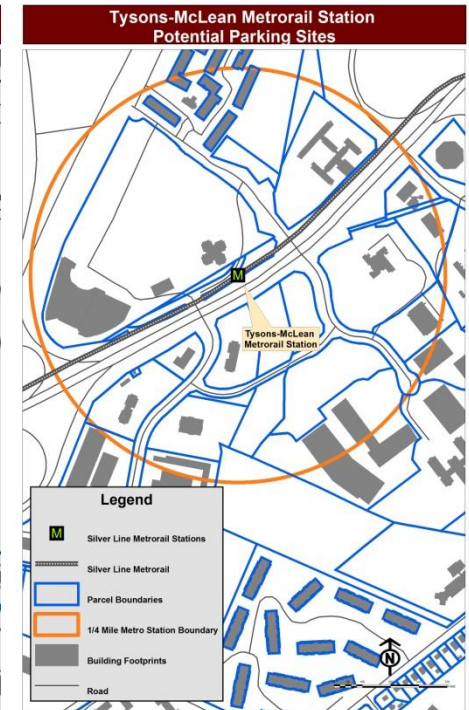 Tysons-McLean Metrorail Station
Potential Parking Sites
M
Tysons-McLean
Metrorail Station
Legend
M
Silver Line Metrorail Stations
Silver Line Metrorail
Parcel Boundaries
1/4 Mile Metro Station Boundary
Building Footprints
Road
N